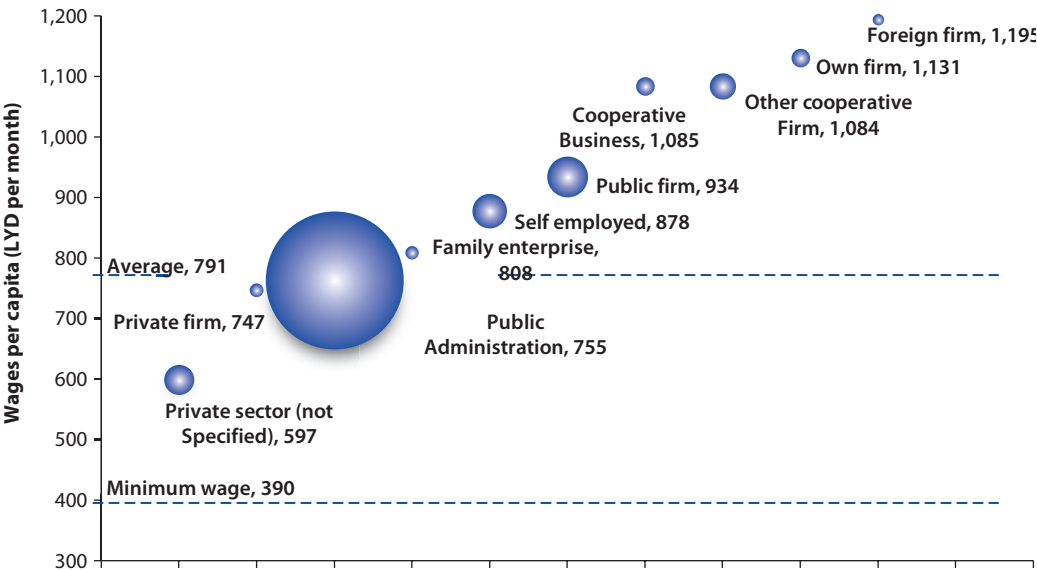 Wages per capita (LYD per month)
1,200
1,100
1,000
900
800
700
600
500
400
300
Foreign firm, 1,195
Own firm, 1,131
Other cooperative
Firm, 1,084
Cooperative
Business, 1,085
Public firm, 934
Self employed, 878
Family enterprise,
808
Average, 791
Private firm, 747
Public
Administration, 755
Private sector (not
Specified), 597
Minimum wage, 390